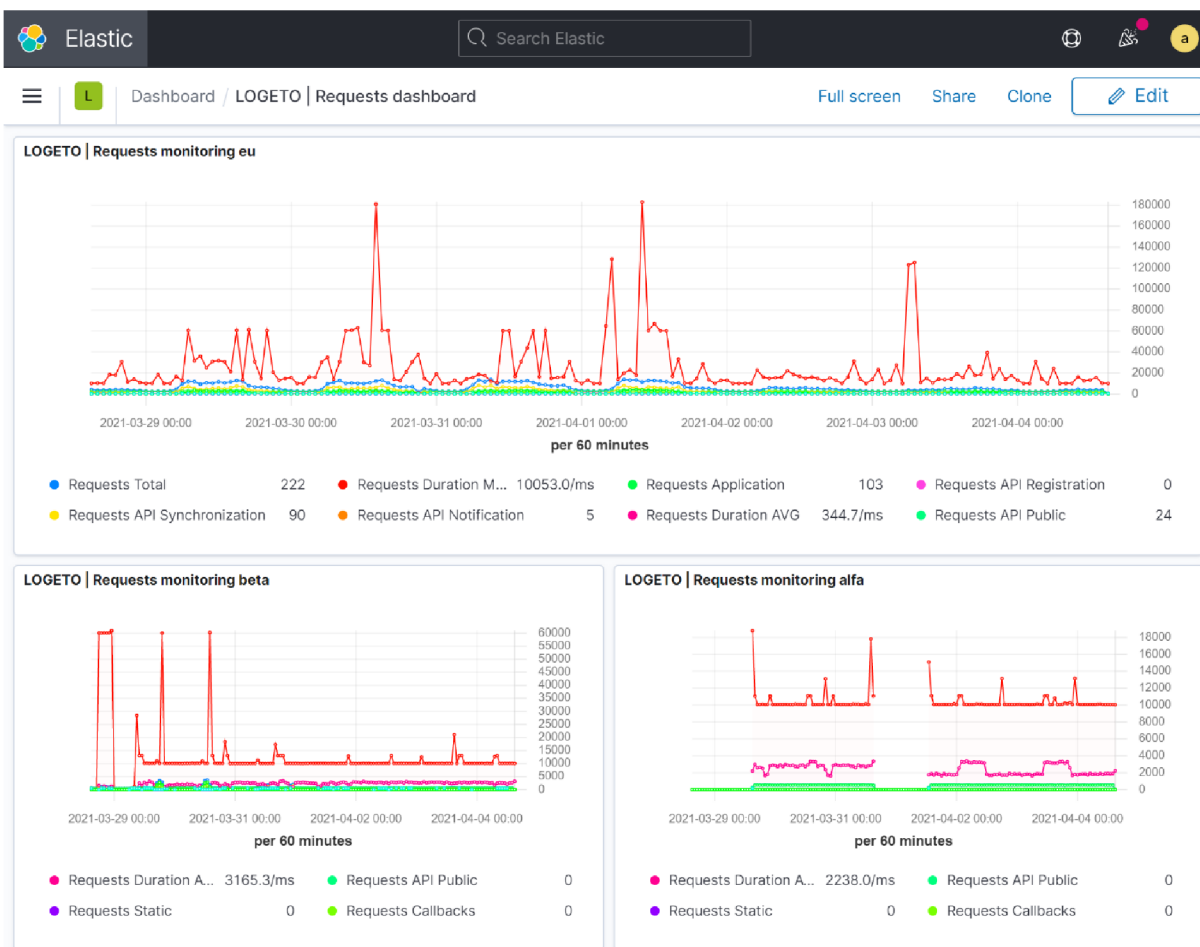 Elastic Search Elastic a
L Dashboard / LOGETO | Requests dashboard Full screen Share Clone Edit
LOGETO | Requests monitoring eu
180000
160000
140000
120000
100000
80000
60000
40000
20000
0
2021-03-29 00:00 2021-03-30 00:00 2021-03-31 00:00 2021-04-01 00:00 2021-04-02 00:00 2021-04-03 00:00 2021-04-04 00:00
per 60 minutes
Requests Total 222 Requests Duration M... 10053.0/ms Requests Application 103 Requests API Registration 0
Requests API Synchronization 90 Requests API Notification 5 Requests Duration AVG 344.7/ms Requests API Public 24
LOGETO | Requests monitoring beta
60000
55000
50000
45000
40000
35000
30000
25000
20000
15000
10000
5000
0
2021-03-29 00:00 2021-03-31 00:00 2021-04-02 00:00 2021-04-04 00:00
per 60 minutes
Requests Duration A... 3165.3/ms Requests API Public 0
Requests Static 0 Requests Callbacks 0
LOGETO | Requests monitoring alfa
18000
16000
14000
12000
10000
8000
6000
4000
2000
0
2021-03-29 00:00 2021-03-31 00:00 2021-04-02 00:00 2021-04-04 00:00
per 60 minutes
Requests Duration A... 2238.0/ms Requests API Public 0
Requests Static 0 Requests Callbacks 0